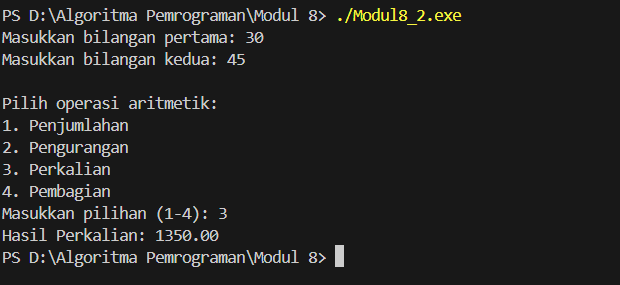 PS D:\Algoritma Pemrograman\Modul 8> ./Modul8_2.exe
Masukkan bilangan pertama: 30
Masukkan bilangan kedua: 45
Pilih operasi aritmetik:
1. Penjumlahan
2. Pengurangan
3. Perkalian
4. Pembagian
Masukkan pilihan (1-4): 3
Hasil Perkalian: 1350.00
PS D:\Algoritma Pemrograman\Modul 8>